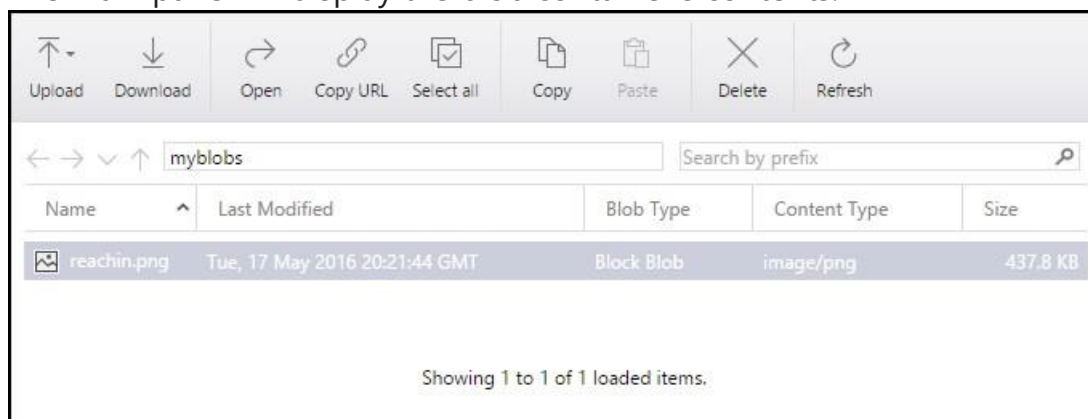 Upload Download Open Copy URL Select all Copy Paste Delete Refresh
myblobs Search by prefix
Name Last Modified Blob Type Content Type Size
reachin.png Tue, 17 May 2016 20:21:44 GMT Block Blob image/png 437.8 KB
Showing 1 to 1 of 1 loaded items.